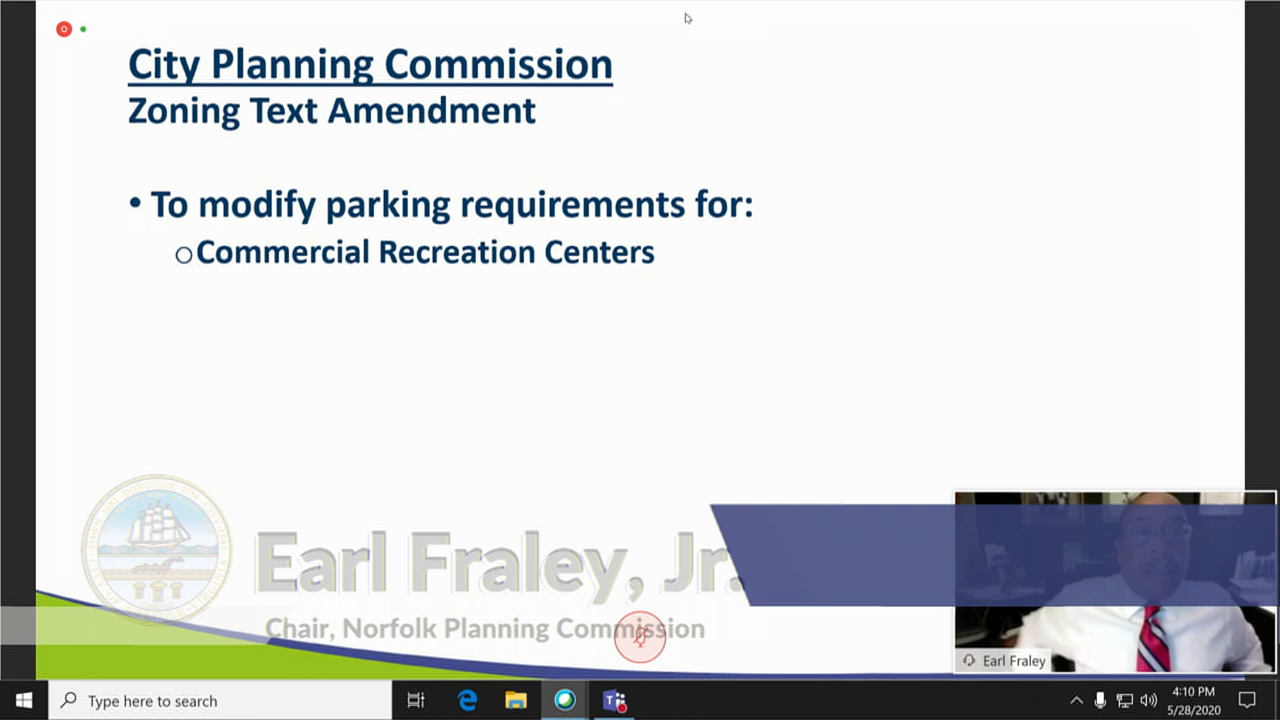 City Planning Commission
Zoning Text Amendment
• To modify parking requirements for:
○Commercial Recreation Centers
Earl Fraley, Jr.
Chair, Norfolk Planning Commission
Earl Fraley
Type here to search
4:10 PM
5/28/2020